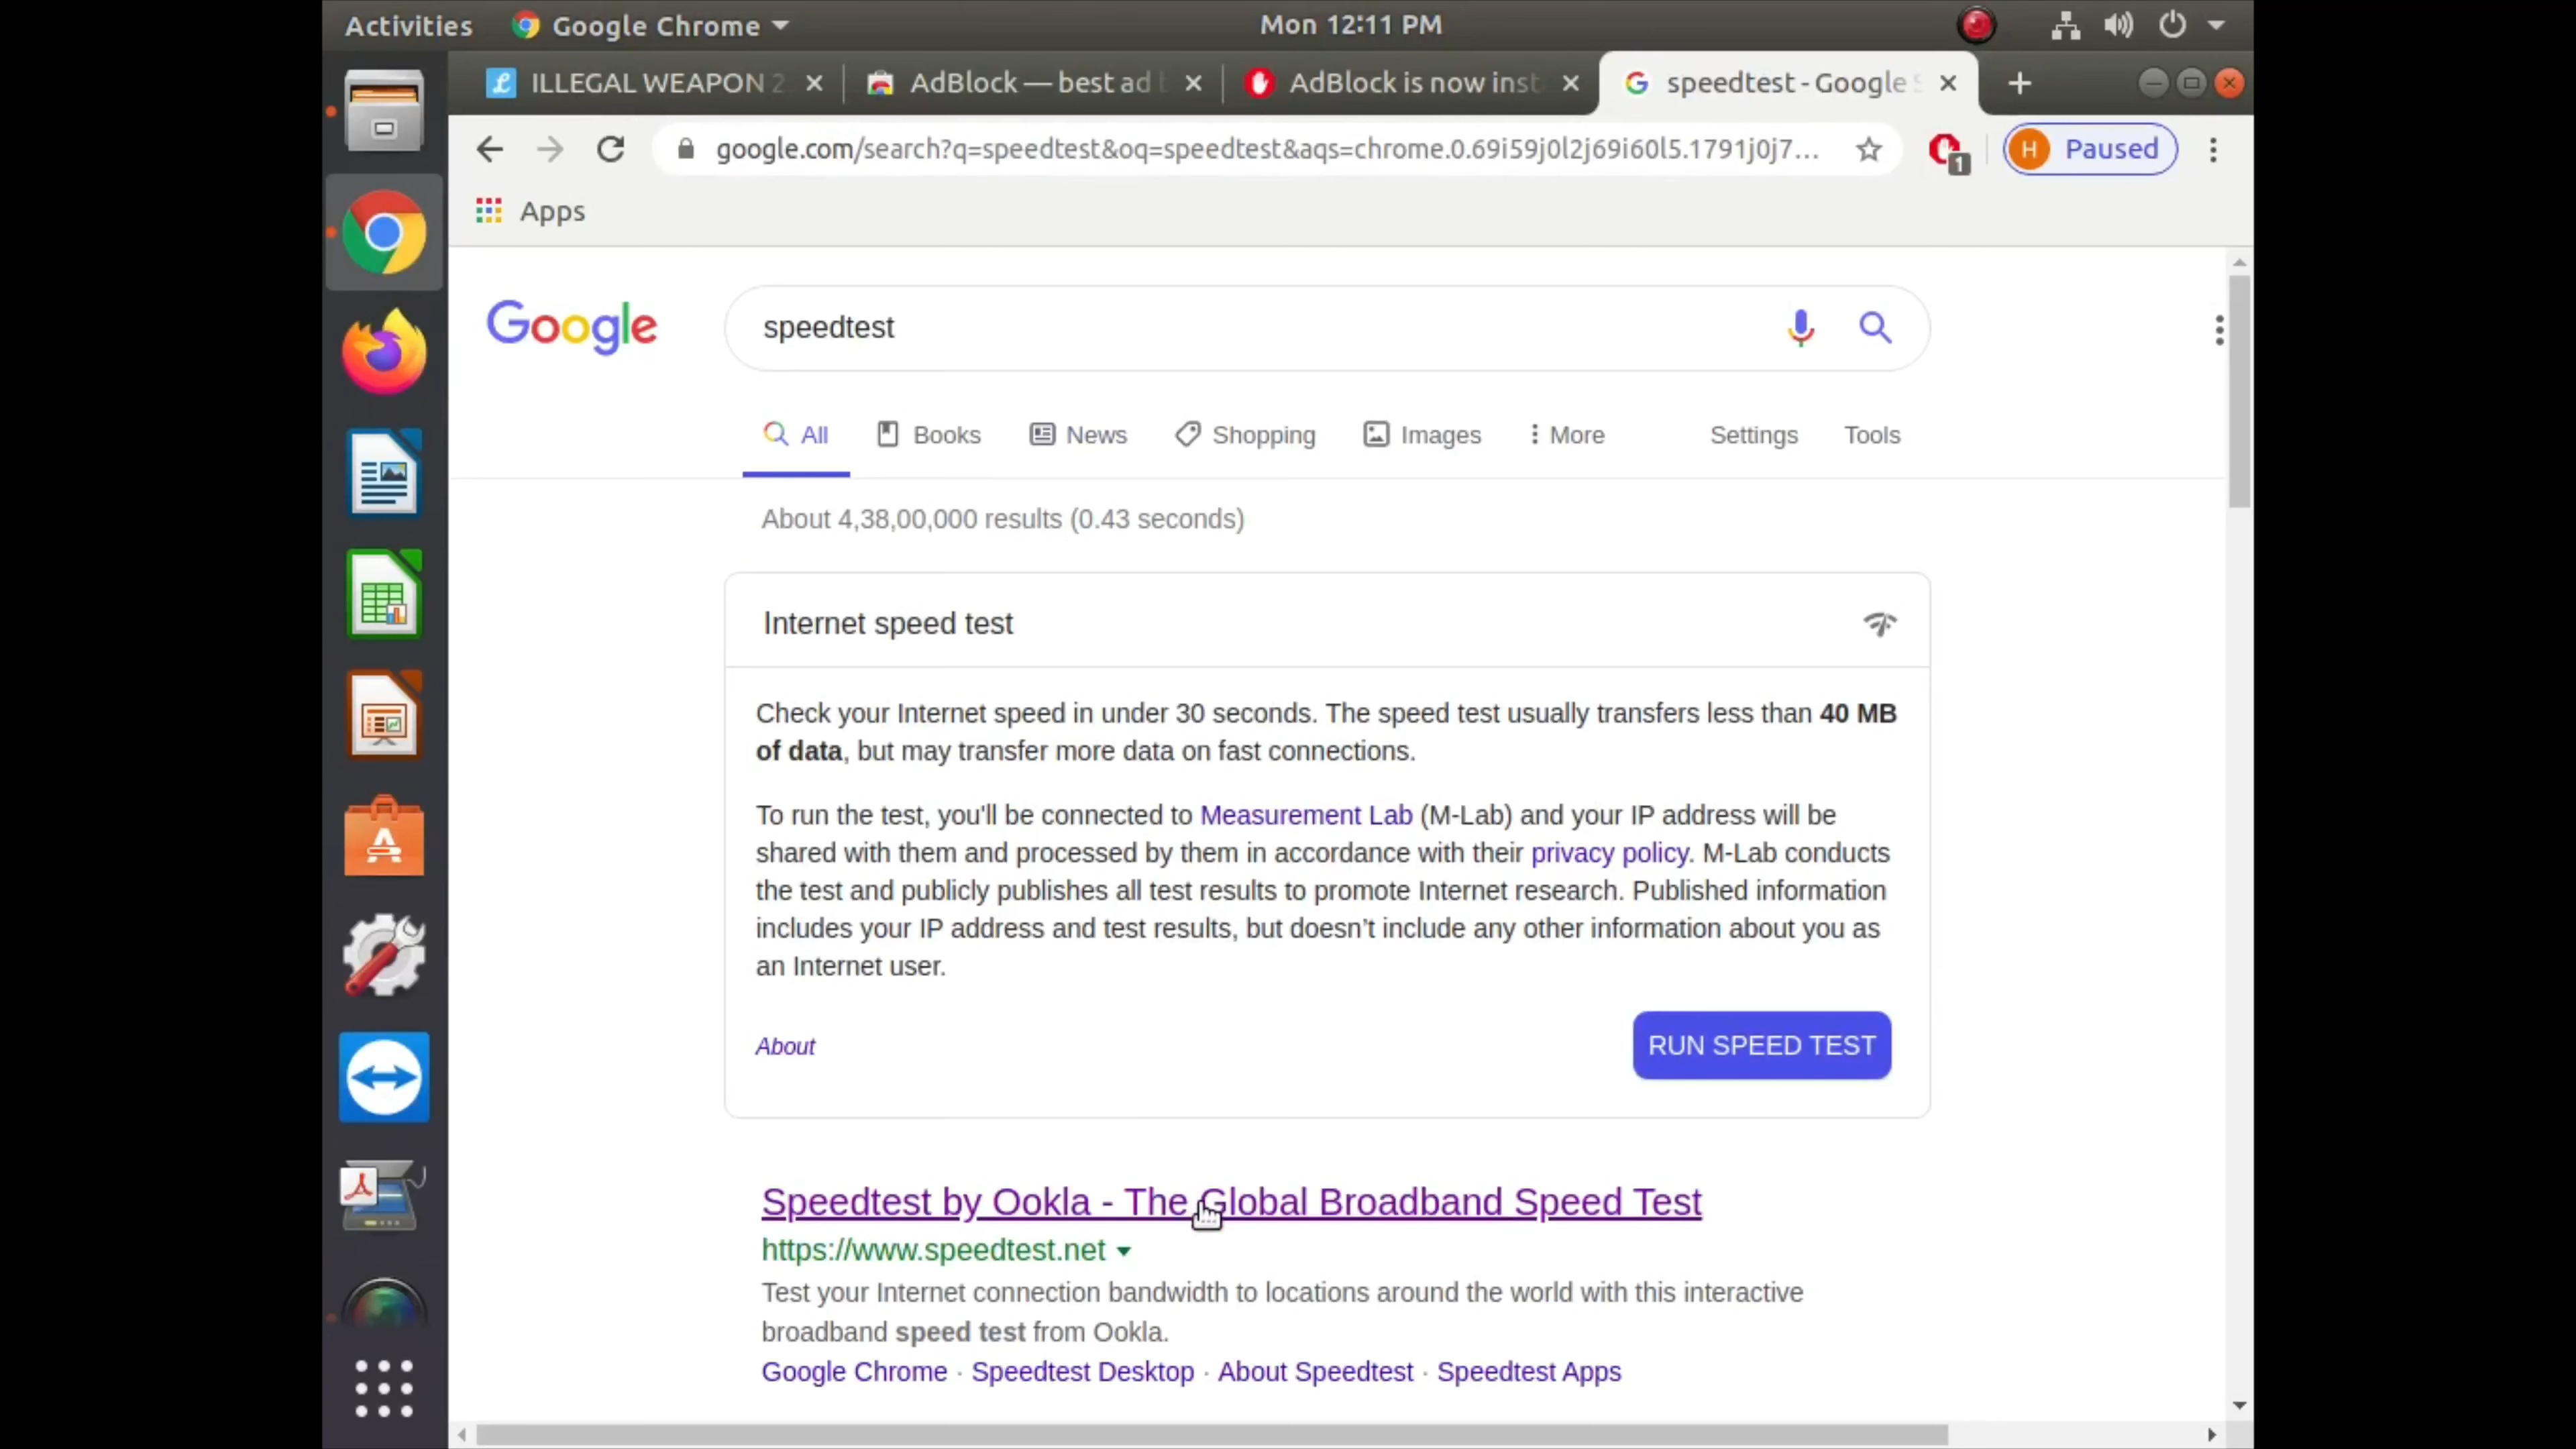 Activities Google Chrome Mon 12:11 PM
ILLEGAL WEAPON 2 AdBlock — best ad b AdBlock is now inst speedtest - Google S
google.com/search?q=speedtest&oq=speedtest&aqs=chrome.0.69i59j0l2j69i60l5.1791j0j7... 1 H Paused
Apps
Google speedtest
All Books News Shopping Images More Settings Tools
About 4,38,00,000 results (0.43 seconds)
Internet speed test
Check your Internet speed in under 30 seconds. The speed test usually transfers less than 40 MB
of data, but may transfer more data on fast connections.
To run the test, you'll be connected to Measurement Lab (M-Lab) and your IP address will be
shared with them and processed by them in accordance with their privacy policy. M-Lab conducts
the test and publicly publishes all test results to promote Internet research. Published information
includes your IP address and test results, but doesn’t include any other information about you as
an Internet user.
About RUN SPEED TEST
Speedtest by Ookla - The Global Broadband Speed Test
https://www.speedtest.net
Test your Internet connection bandwidth to locations around the world with this interactive
broadband speed test from Ookla.
Google Chrome · Speedtest Desktop · About Speedtest · Speedtest Apps